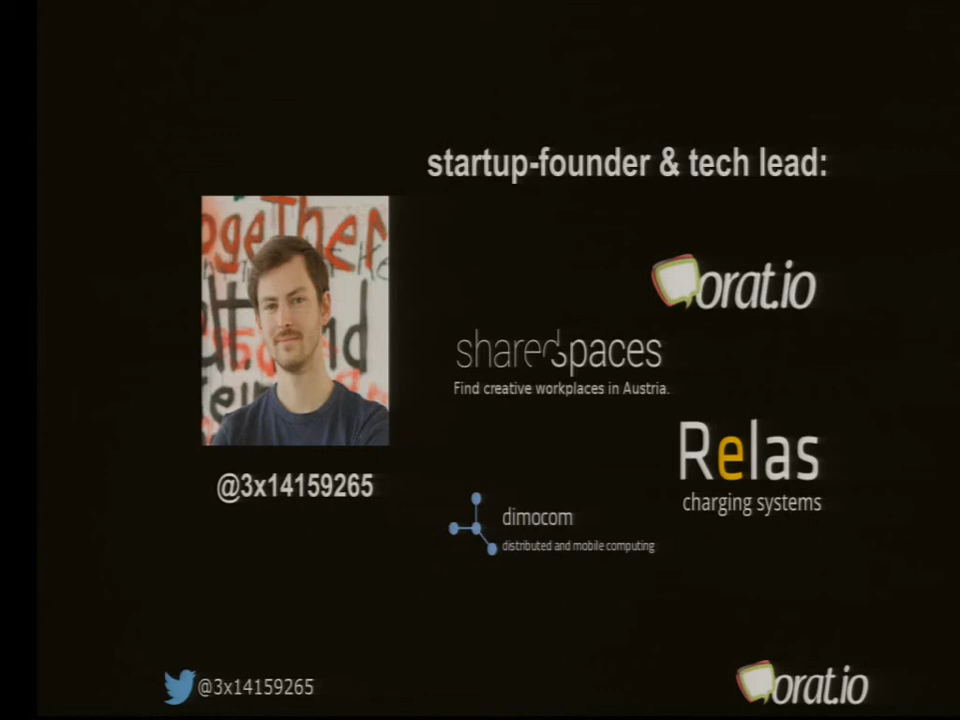 startup-founder & tech lead:
orat.io
sharedspaces
Find creative workplaces in Austria.
Relas
charging systems
dimocom
distributed and mobile computing
@3x14159265
@3x14159265
orat.io